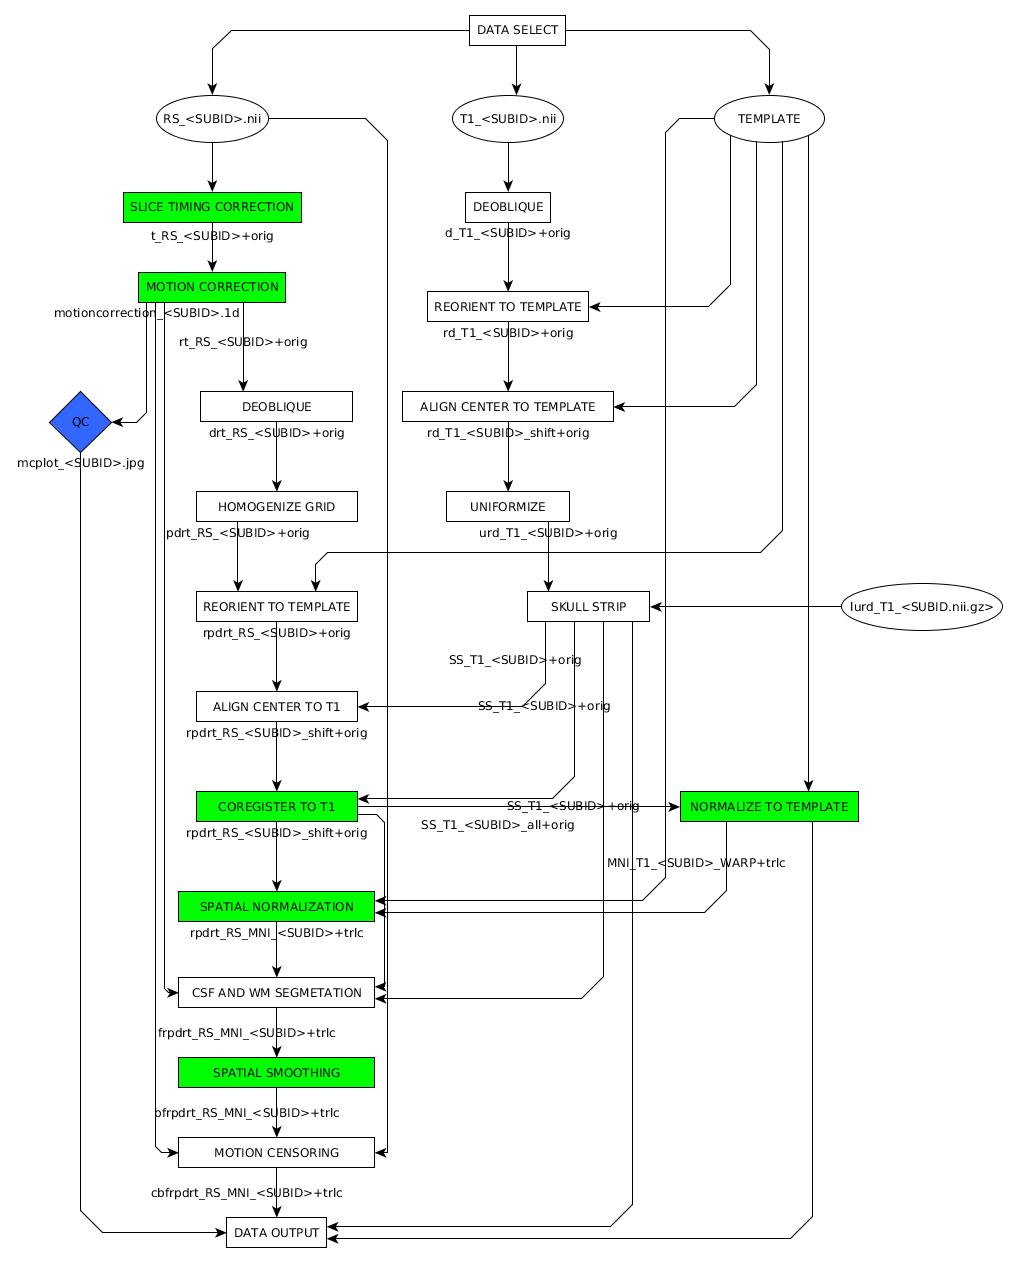 DATA SELECT
RS_<SUBID>.nii
T1_<SUBID>.nii
TEMPLATE
SLICE TIMING CORRECTION
DEOBLIQUE
t_RS_<SUBID>+orig
d_T1_<SUBID>+orig
MOTION CORRECTION
motioncorrection_<SUBID>.1d
REORIENT TO TEMPLATE
rt_RS_<SUBID>+orig
rd_T1_<SUBID>+orig
DEOBLIQUE
ALIGN CENTER TO TEMPLATE
QC
drt_RS_<SUBID>+orig
rd_T1_<SUBID>_shift+orig
mcplot_<SUBID>.jpg
HOMOGENIZE GRID
UNIFORMIZE
pdrt_RS_<SUBID>+orig
urd_T1_<SUBID>+orig
REORIENT TO TEMPLATE
SKULL STRIP
lurd_T1_<SUBID.nii.gz>
rpdrt_RS_<SUBID>+orig
SS_T1_<SUBID>+orig
ALIGN CENTER TO T1
SS_T1_<SUBID>+orig
rpdrt_RS_<SUBID>_shift+orig
COREGISTER TO T1
SS_T1_<SUBID>+orig
NORMALIZE TO TEMPLATE
rpdrt_RS_<SUBID>_shift+orig
SS_T1_<SUBID>_all+orig
MNI_T1_<SUBID>_WARP+trlc
SPATIAL NORMALIZATION
rpdrt_RS_MNI_<SUBID>+trlc
CSF AND WM SEGMETATION
frpdrt_RS_MNI_<SUBID>+trlc
SPATIAL SMOOTHING
bfrpdrt_RS_MNI_<SUBID>+trlc
MOTION CENSORING
cbfrpdrt_RS_MNI_<SUBID>+trlc
DATA OUTPUT